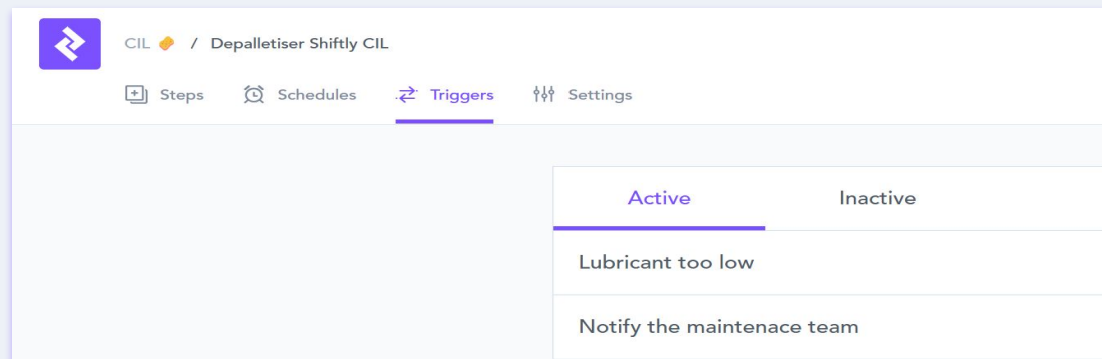 CIL / Depalletiser Shiftly CIL
Steps Schedules Triggers Settings
Active Inactive
Lubricant too low
Notify the maintenace team